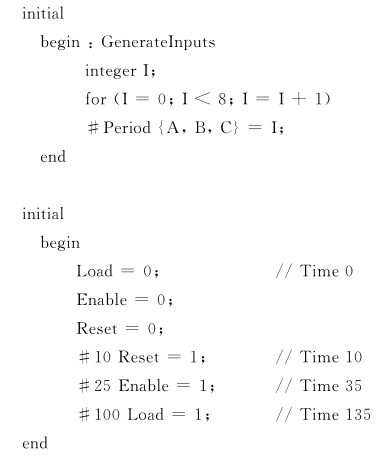 initial
begin : GenerateInputs
integer I;
for (I = 0; I < 8; I = I + 1)
# Period {A, B, C} = I;
end
initial
begin
Load = 0; // Time 0
Enable = 0;
Reset = 0;
# 10 Reset = 1; // Time 10
# 25 Enable = 1; // Time 35
# 100 Load = 1; // Time 135
end